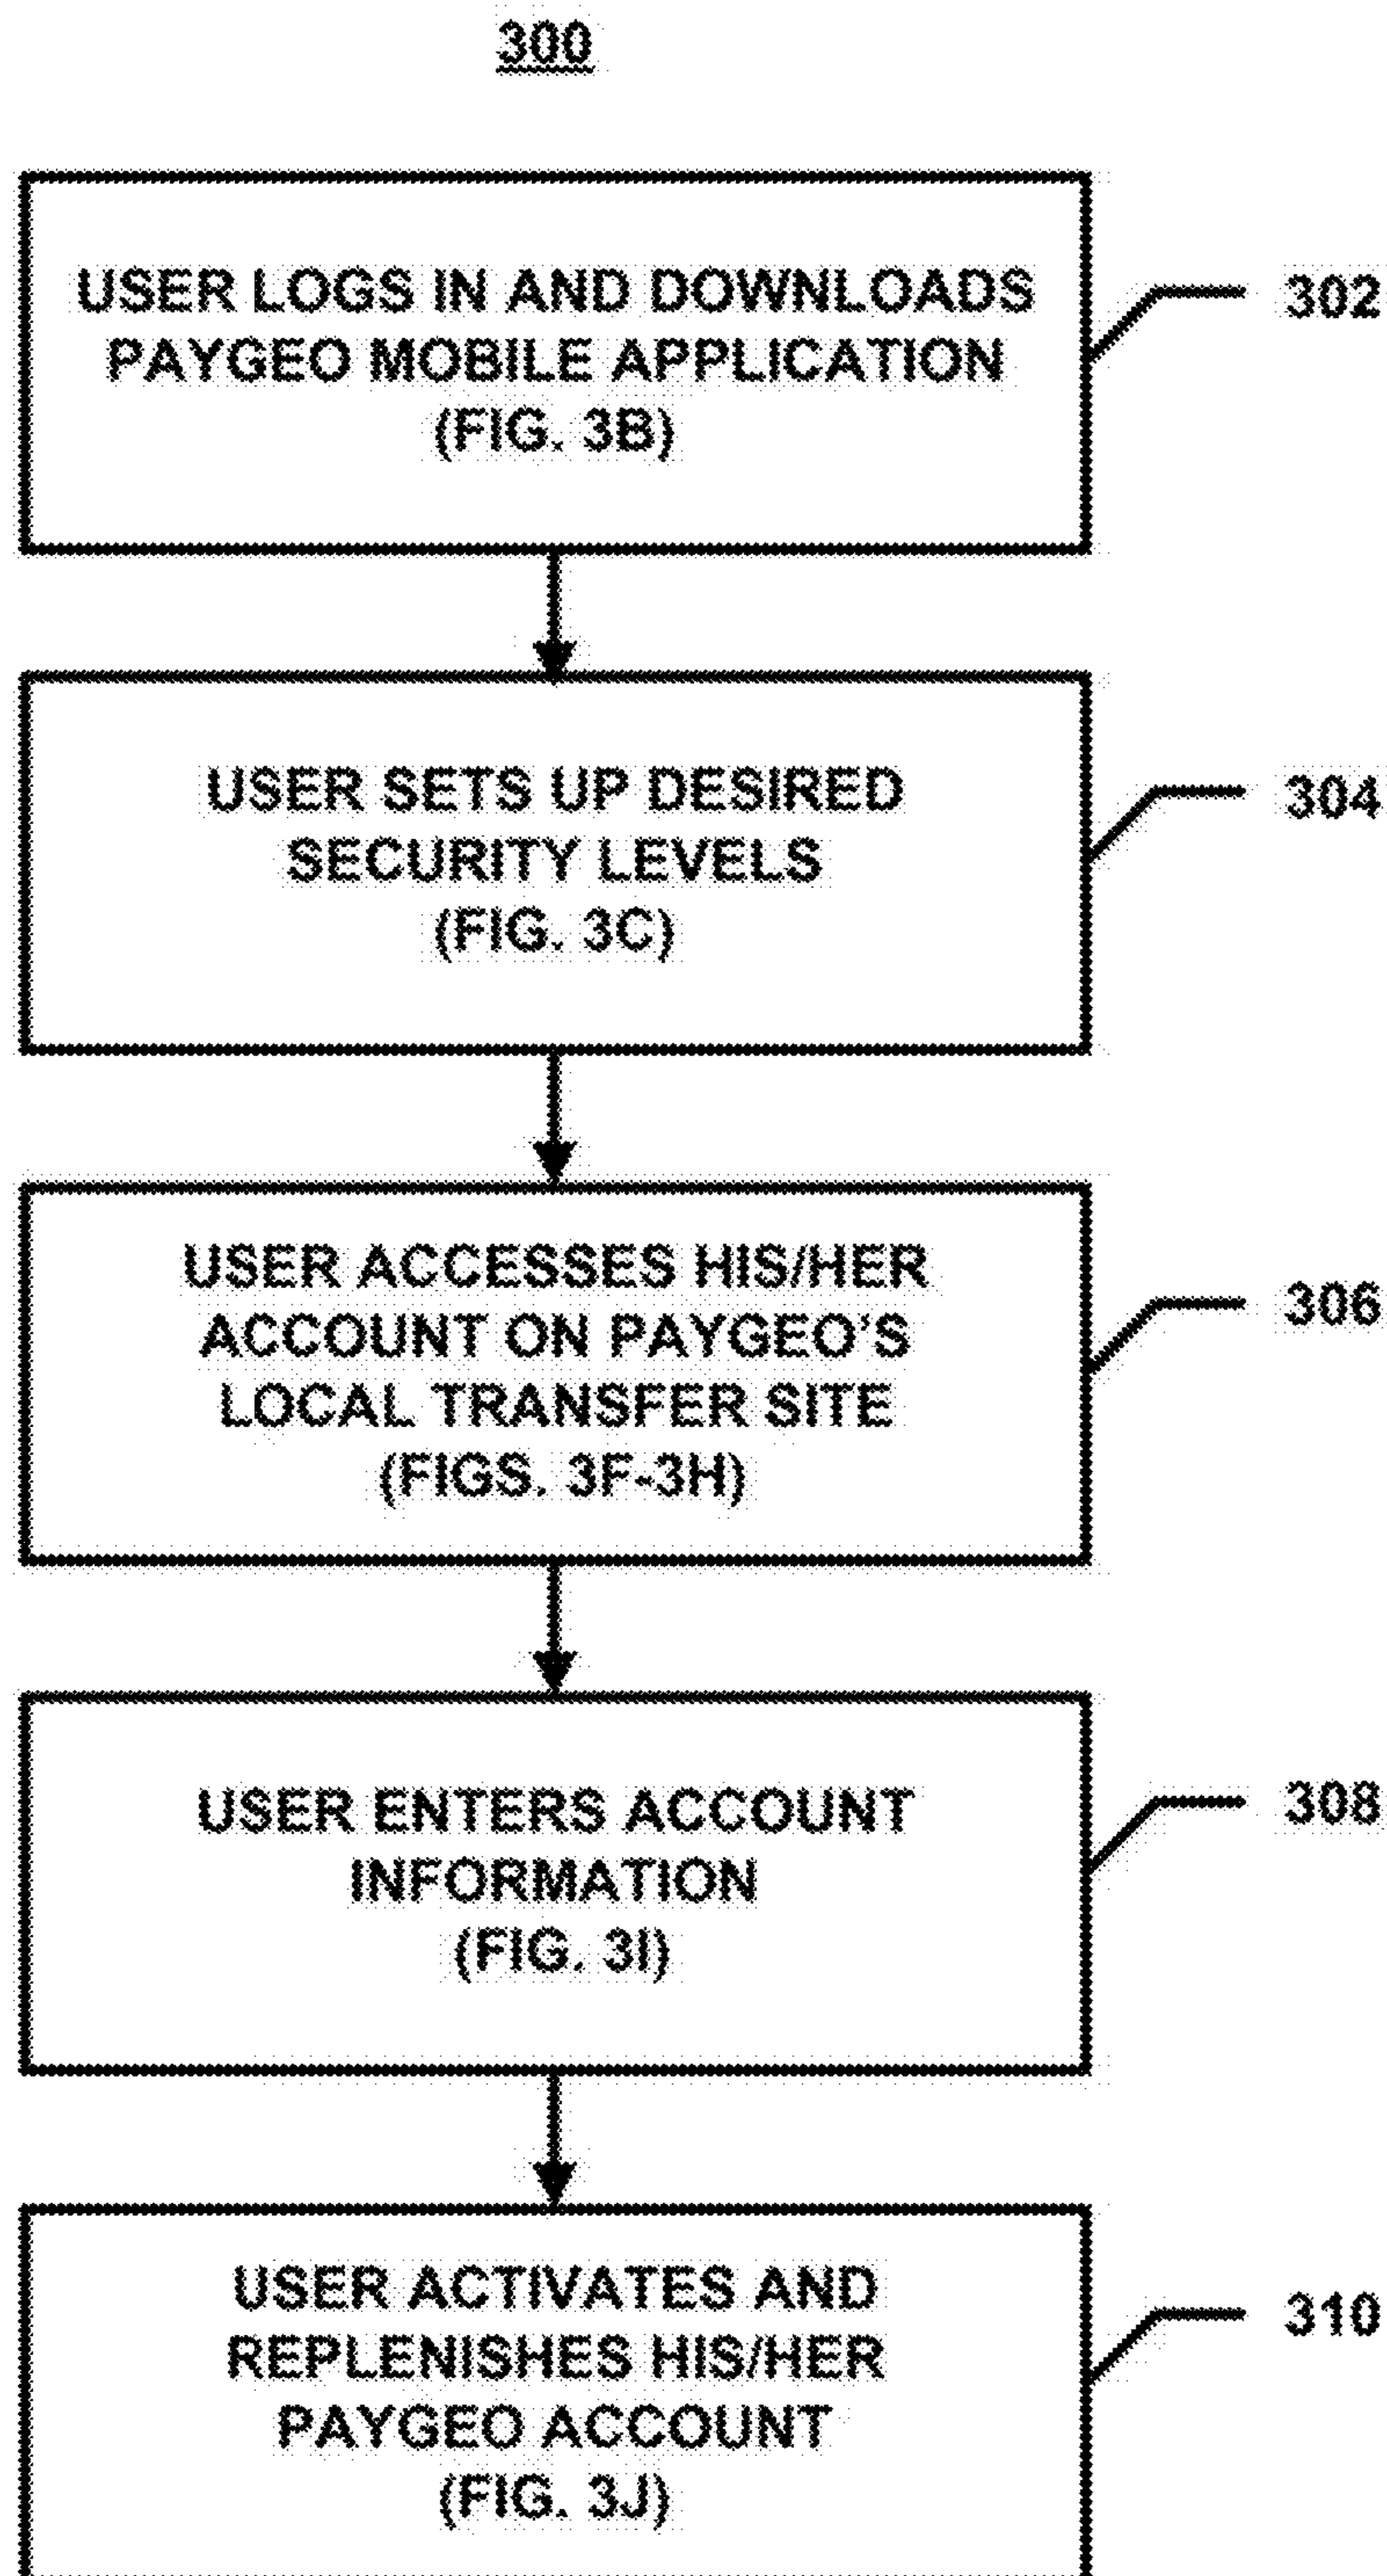 300
USER LOGS IN AND DOWNLOADS
PAYGEO MOBILE APPLICATION
(FIG. 3B)
302
USER SETS UP DESIRED
SECURITY LEVELS
(FIG. 3C)
304
USER ACCESSES HIS/HER
ACCOUNT ON PAYGEO'S
LOCAL TRANSFER SITE
(FIGS. 3F-3H)
306
USER ENTERS ACCOUNT
INFORMATION
(FIG. 3I)
308
USER ACTIVATES AND
REPLENISHES HIS/HER
PAYGEO ACCOUNT
(FIG. 3J)
310